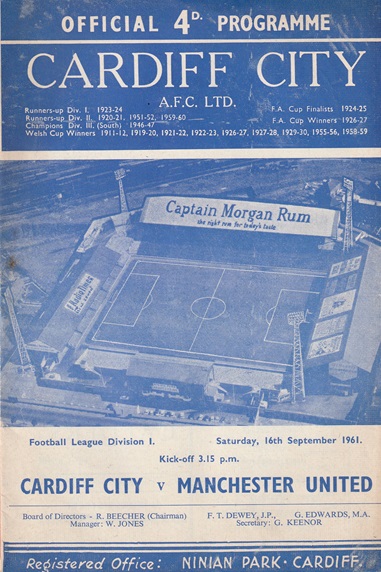 OFFICIAL 4D. PROGRAMME
CARDIFF CITY
A.F.C. LTD.
Runners-up Div. I. 1923-24
Runners-up Div. II. 1920-21, 1951-52, 1959-60
Champions Div. III. (South) 1946-47
Welsh Cup Winners 1911-12, 1919-20, 1921-22, 1922-23, 1926-27, 1927-28, 1929-30, 1955-56, 1958-59
F.A. Cup Finalists 1924-25
F.A. Cup Winners 1926-27
Captain Morgan Rum
the right rum for today's taste
Football League Division I.
Saturday, 16th September 1961.
Kick-off 3.15 p.m.
CARDIFF CITY v MANCHESTER UNITED
Board of Directors - R. BEECHER (Chairman) F. T. DEWEY, J.P., G. EDWARDS, M.A.
Manager: W. JONES Secretary: G. KEENOR
Registered Office: NINIAN PARK · CARDIFF.